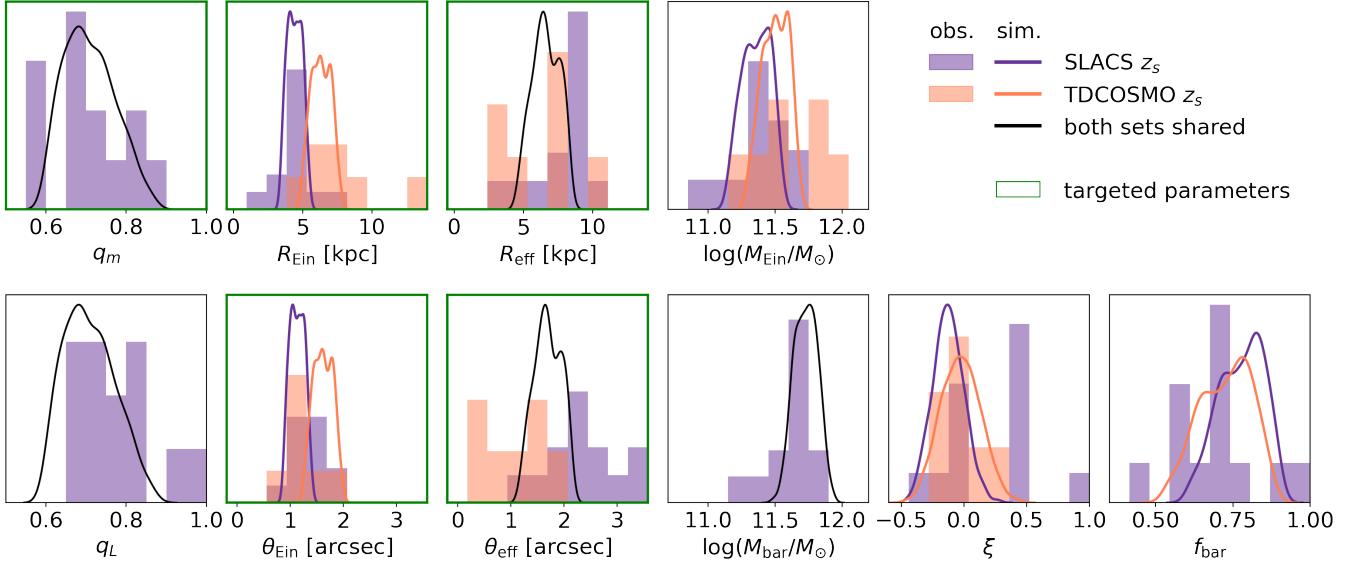 obs. sim.
SLACS z_s
TDCOSMO z_s
both sets shared
targeted parameters
0.6 0.8 1.0
q_m
0 5 10
R_Ein [kpc]
0 5 10
R_eff [kpc]
11.0 11.5 12.0
log(M_Ein/M_⊙)
0.6 0.8 1.0
q_L
0 1 2 3
θ_Ein [arcsec]
0 1 2 3
θ_eff [arcsec]
11.0 11.5 12.0
log(M_bar/M_⊙)
−0.5 0.0 0.5 1.0
ξ
0.50 0.75 1.00
f_bar